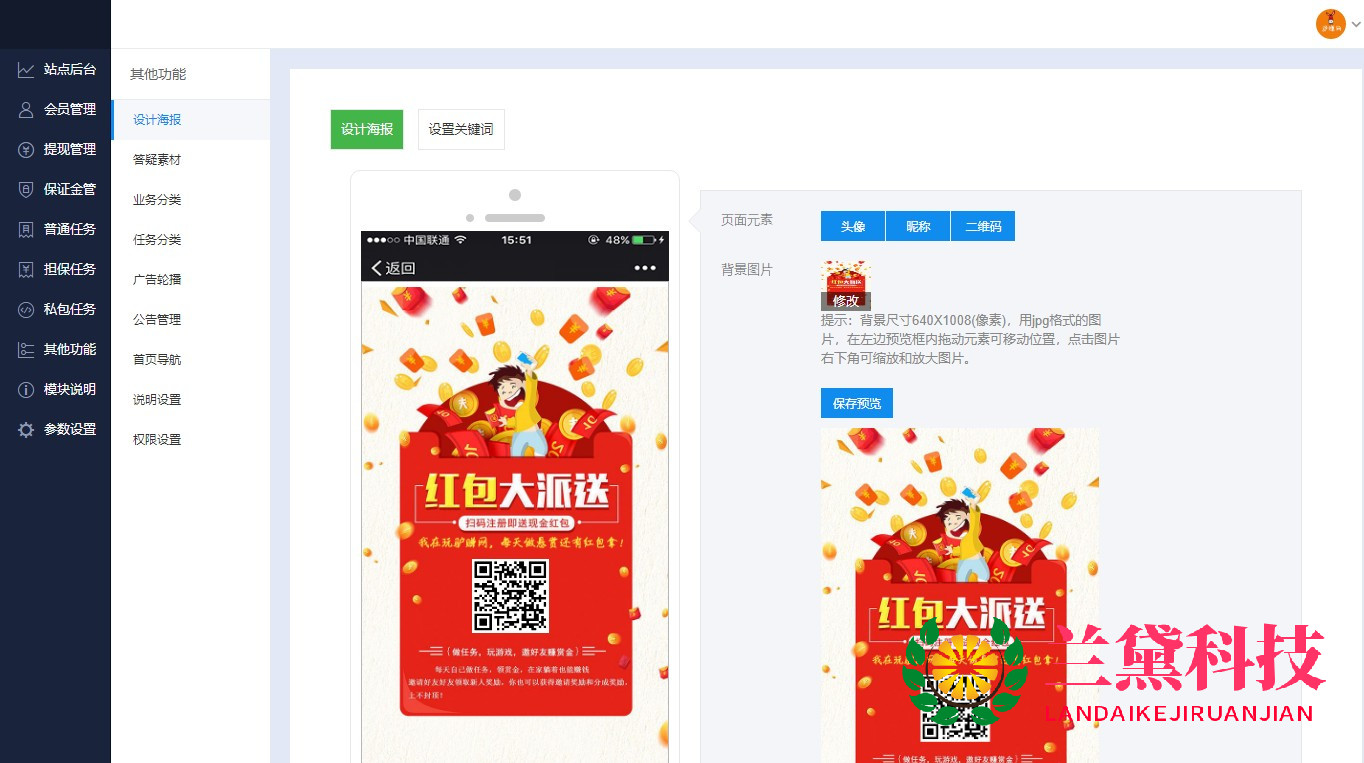 站点后台
会员管理
提现管理
保证金管
普通任务
担保任务
私包任务
其他功能
模块说明
参数设置
其他功能
设计海报
答疑素材
业务分类
任务分类
广告轮播
公告管理
首页导航
说明设置
权限设置
设计海报 设置关键词
中国联通 15:51 48%
返回
红包大派送
扫码注册即送现金红包
我在玩驴赚网，每天做悬赏还有红包拿！
{做任务，玩游戏，邀好友赚赏金}
每天自己做任务，领赏金，在家躺着也能赚钱
邀请好友好友领取新人奖励，你也可以获得邀请奖励和分成奖励，
上不封顶！
页面元素 头像 昵称 二维码
背景图片
红包大派送
修改
提示：背景尺寸640X1008(像素)，用jpg格式的图
片，在左边预览框内拖动元素可移动位置，点击图片
右下角可缩放和放大图片。
保存预览
红包大派送
{做任务，玩游戏，邀好友赚赏金}
兰黛科技
LANDAIKEJIRUANJIAN